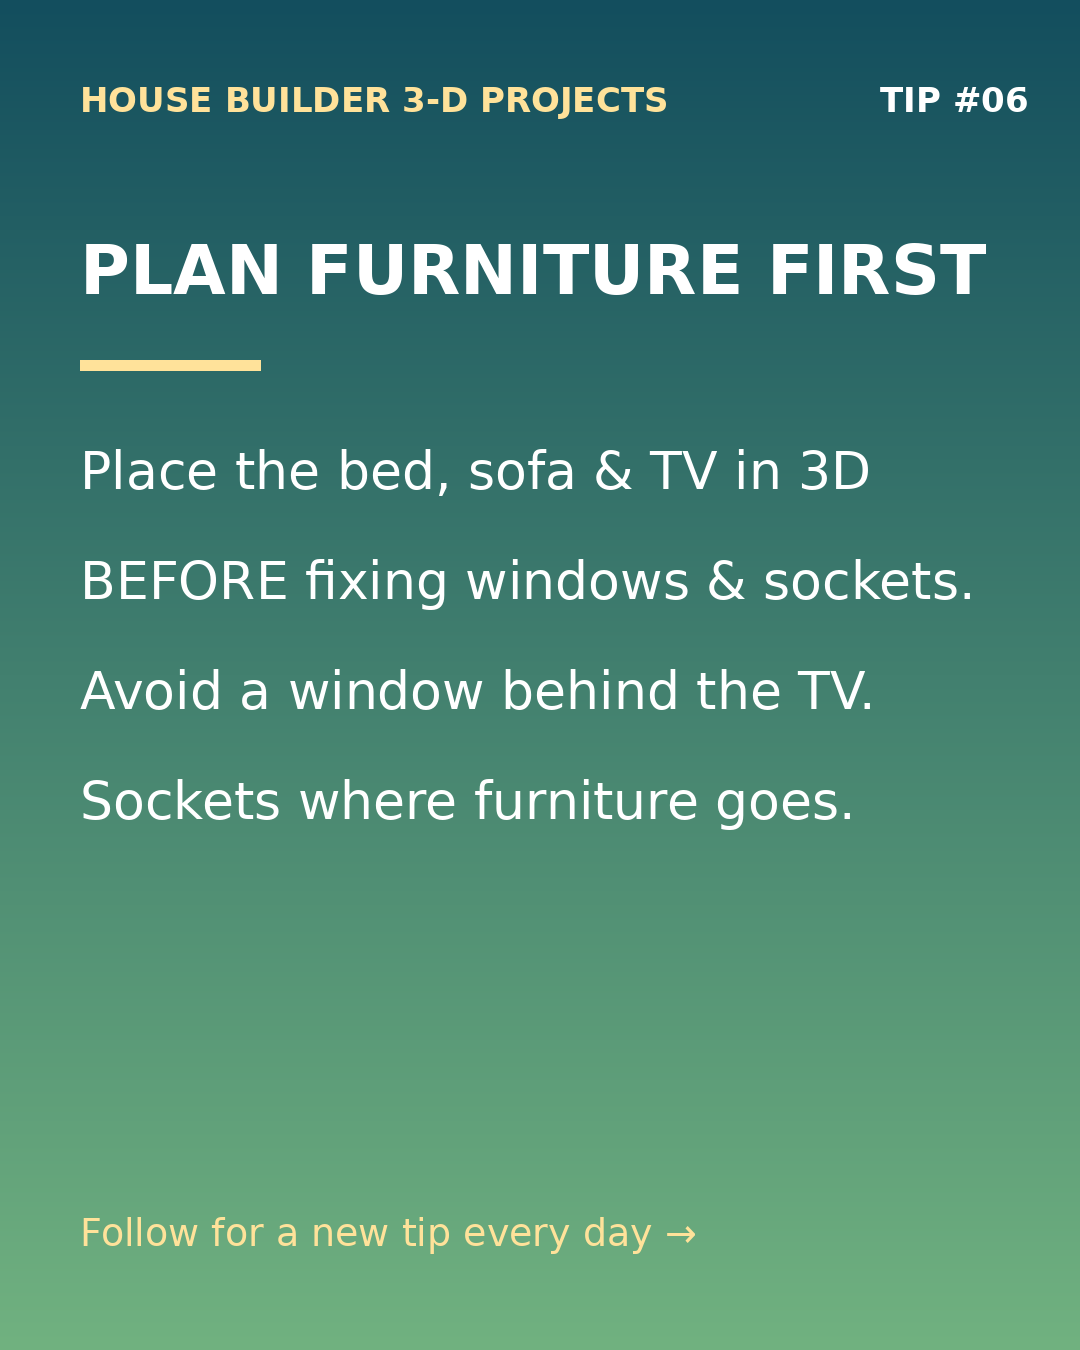 HOUSE BUILDER 3-D PROJECTS
TIP #06
PLAN FURNITURE FIRST
Place the bed, sofa & TV in 3D
BEFORE fixing windows & sockets.
Avoid a window behind the TV.
Sockets where furniture goes.
Follow for a new tip every day →